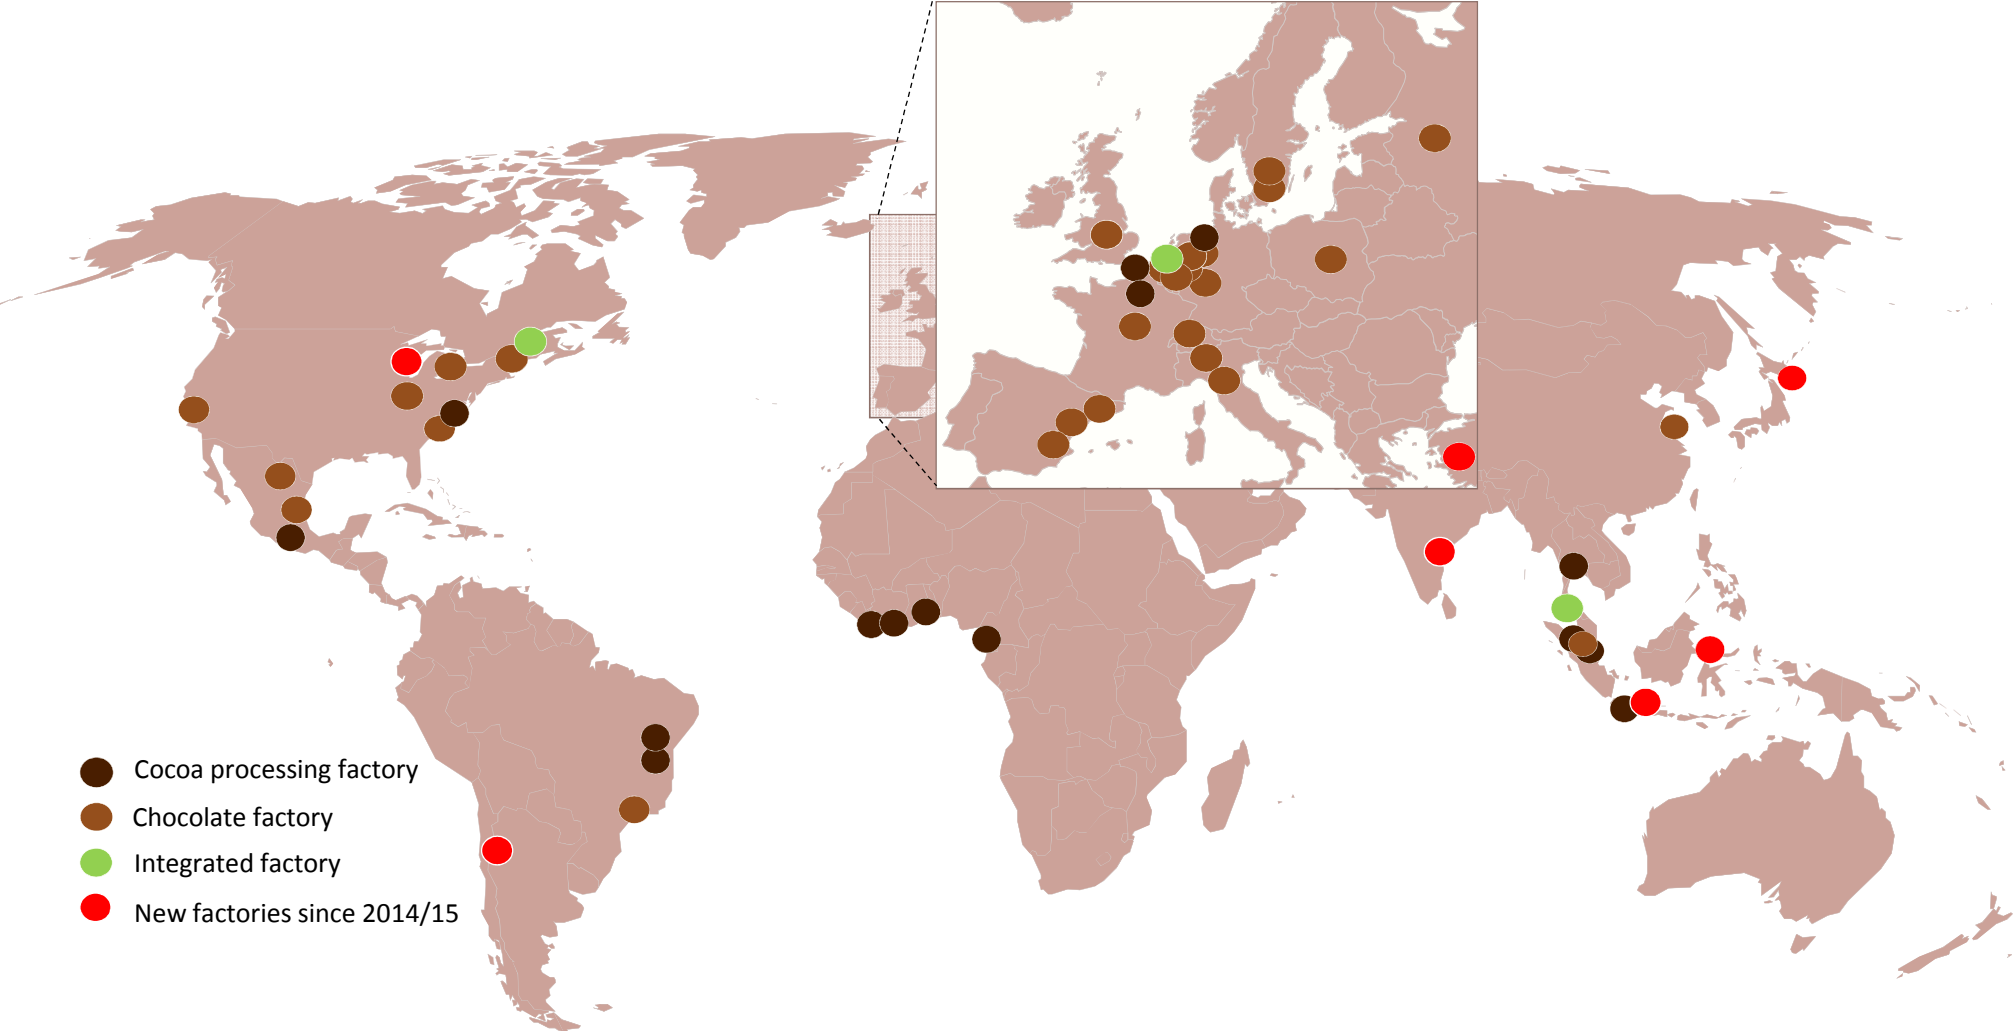 Cocoa processing factory
Chocolate factory
Integrated factory
New factories since 2014/15